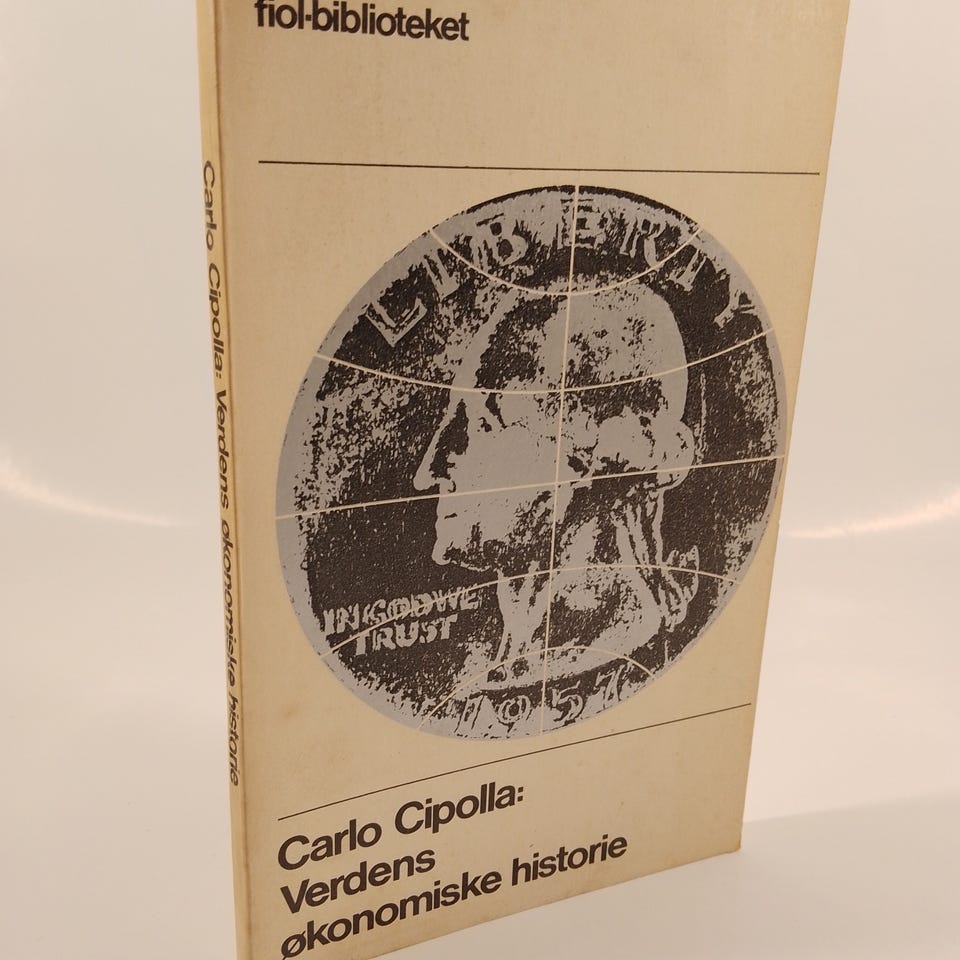 fiol-biblioteket
Carlo Cipolla: Verdens økonomiske historie
LIBERTY
IN GOD WE
TRUST
1957
Carlo Cipolla:
Verdens
økonomiske historie